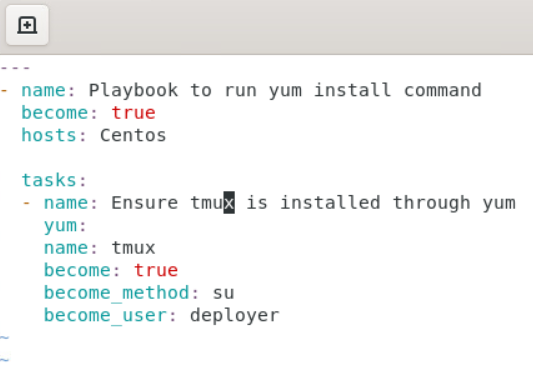 ---
- name: Playbook to run yum install command
  become: true
  hosts: Centos

  tasks:
  - name: Ensure tmux is installed through yum
    yum:
    name: tmux
    become: true
    become_method: su
    become_user: deployer
~
~